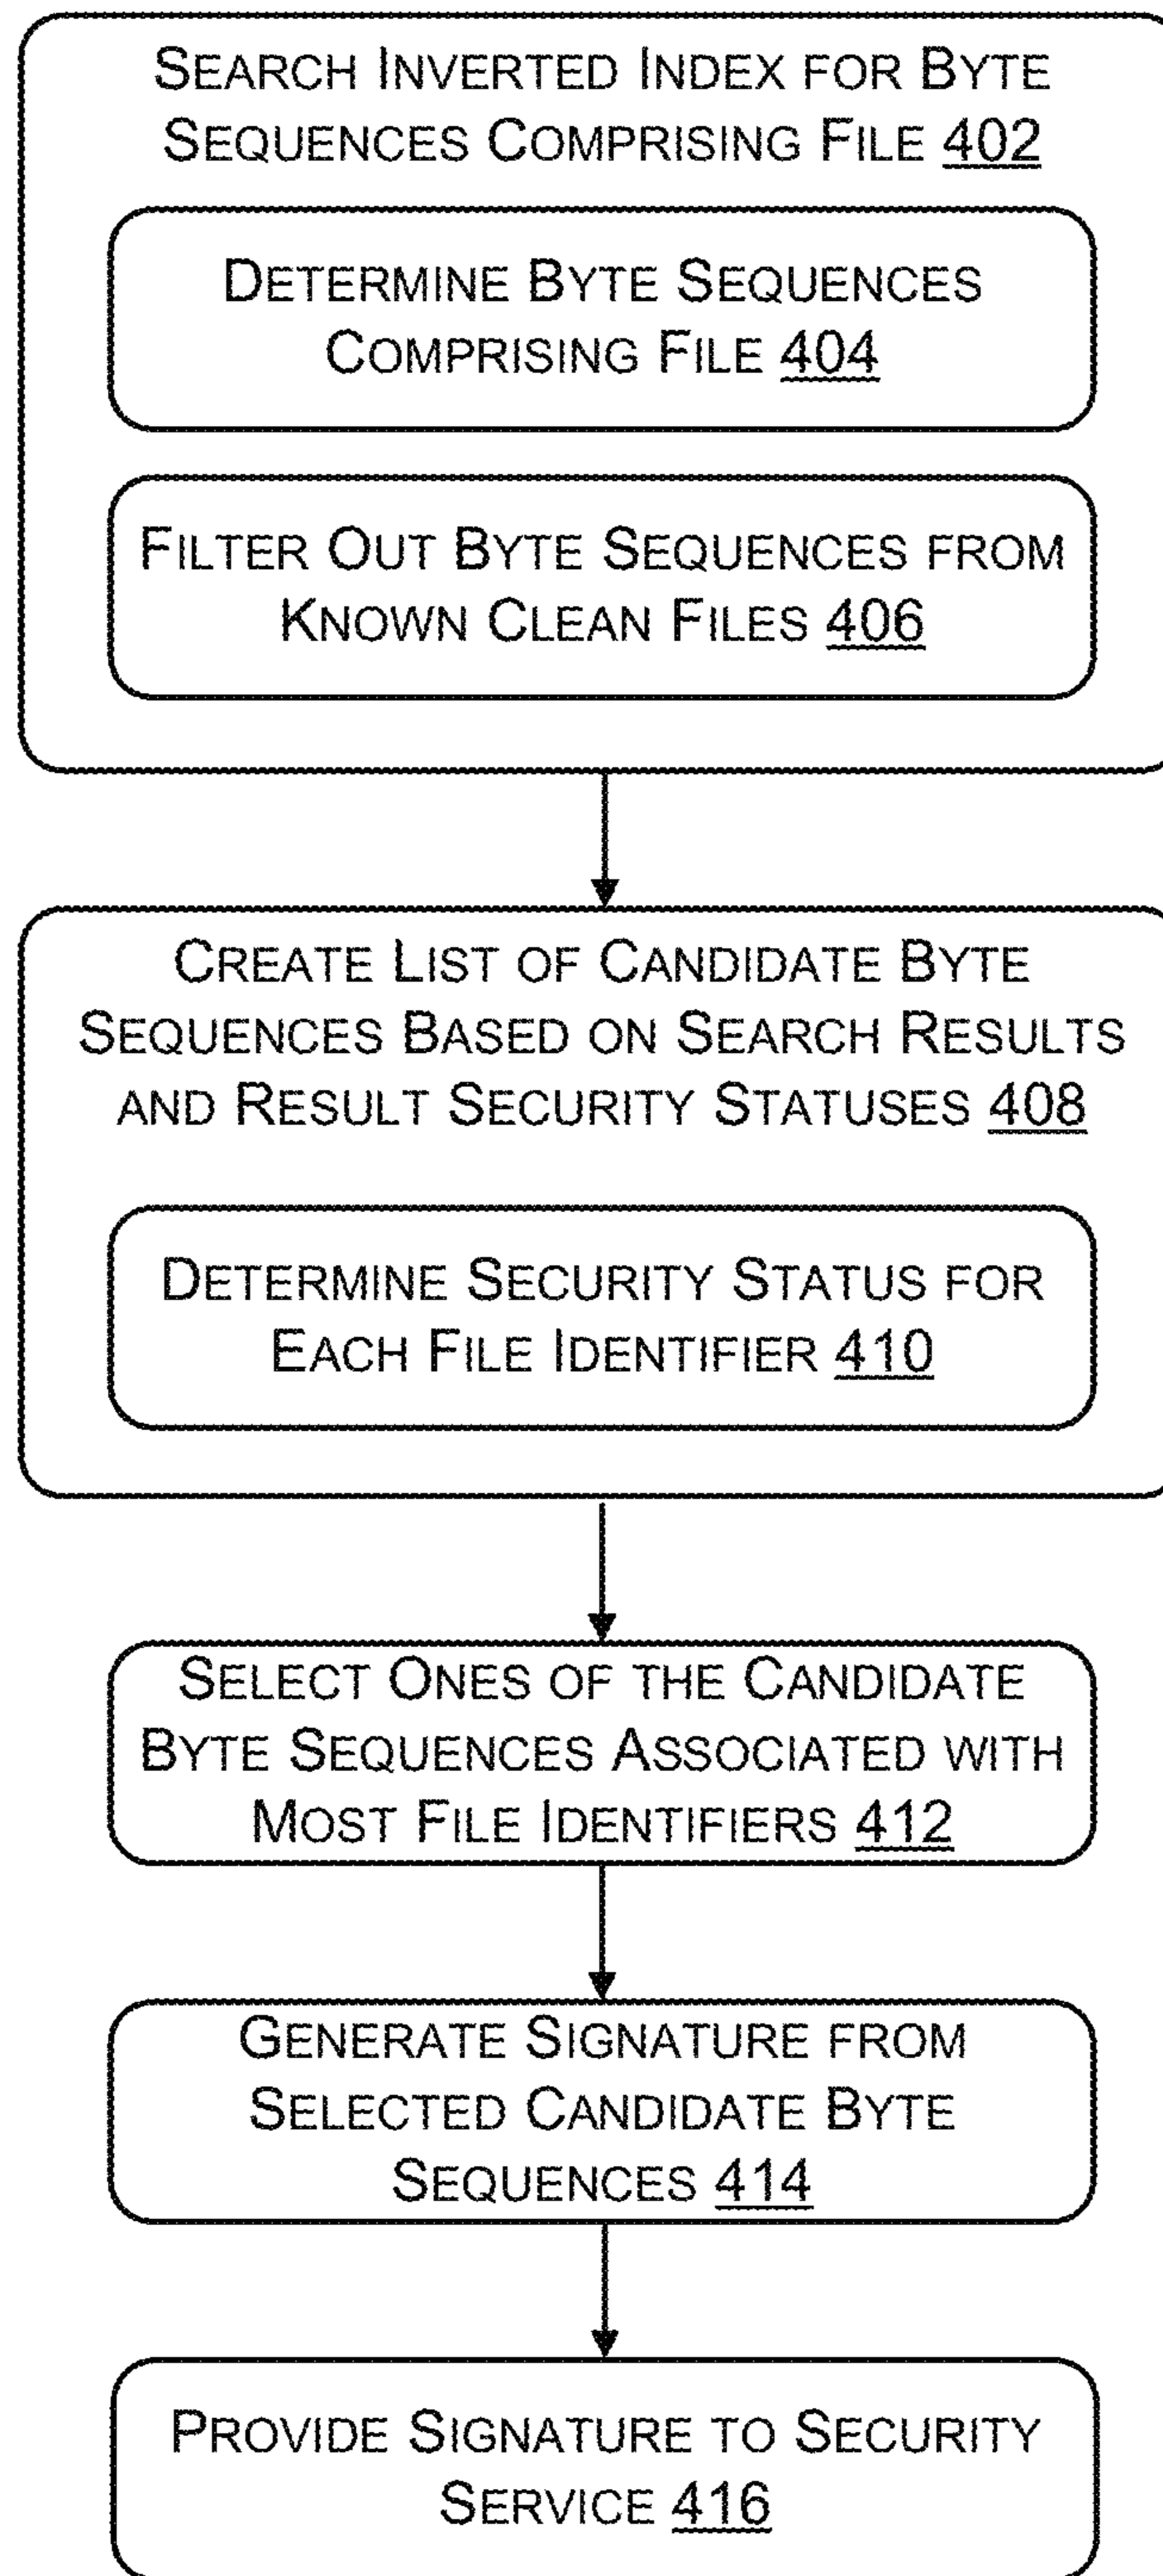 SEARCH INVERTED INDEX FOR BYTE
SEQUENCES COMPRISING FILE 402
DETERMINE BYTE SEQUENCES
COMPRISING FILE 404
FILTER OUT BYTE SEQUENCES FROM
KNOWN CLEAN FILES 406
CREATE LIST OF CANDIDATE BYTE
SEQUENCES BASED ON SEARCH RESULTS
AND RESULT SECURITY STATUSES 408
DETERMINE SECURITY STATUS FOR
EACH FILE IDENTIFIER 410
SELECT ONES OF THE CANDIDATE
BYTE SEQUENCES ASSOCIATED WITH
MOST FILE IDENTIFIERS 412
GENERATE SIGNATURE FROM
SELECTED CANDIDATE BYTE
SEQUENCES 414
PROVIDE SIGNATURE TO SECURITY
SERVICE 416